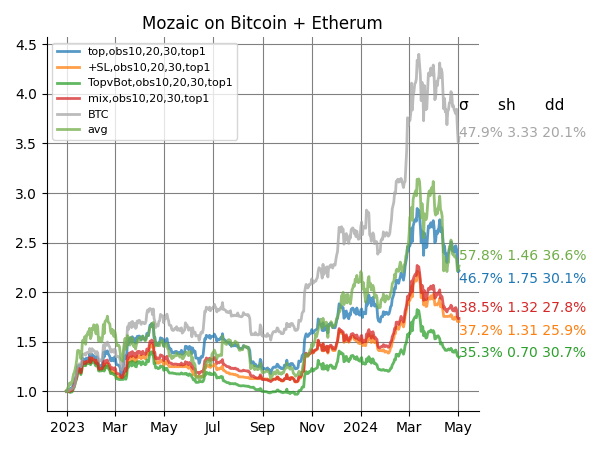 Mozaic on Bitcoin + Etherum
4.5
4.0
3.5
3.0
2.5
2.0
1.5
1.0
top,obs10,20,30,top1
+SL,obs10,20,30,top1
TopvBot,obs10,20,30,top1
mix,obs10,20,30,top1
BTC
avg
σ sh dd
47.9% 3.33 20.1%
57.8% 1.46 36.6%
46.7% 1.75 30.1%
38.5% 1.32 27.8%
37.2% 1.31 25.9%
35.3% 0.70 30.7%
2023 Mar May Jul Sep Nov 2024 Mar May